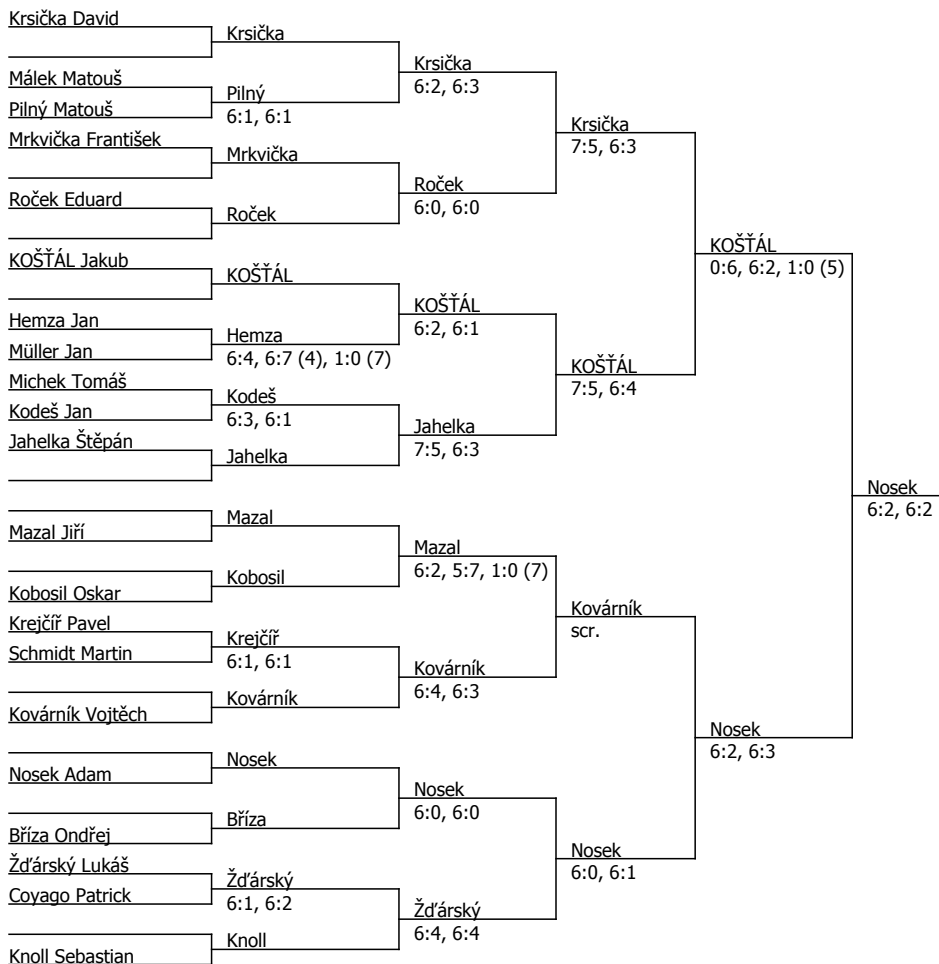 Krsička David
Krsička
Krsička
6:2, 6:3
Málek Matouš
Pilný
Pilný Matouš
6:1, 6:1
Krsička
7:5, 6:3
Mrkvička František
Mrkvička
Roček
6:0, 6:0
Roček Eduard
Roček
KOŠŤÁL
0:6, 6:2, 1:0 (5)
KOŠŤÁL Jakub
KOŠŤÁL
KOŠŤÁL
6:2, 6:1
Hemza Jan
Hemza
Müller Jan
6:4, 6:7 (4), 1:0 (7)
KOŠŤÁL
7:5, 6:4
Michek Tomáš
Kodeš
Kodeš Jan
6:3, 6:1
Jahelka
7:5, 6:3
Jahelka Štěpán
Jahelka
Nosek
6:2, 6:2
Mazal
Mazal Jiří
Mazal
6:2, 5:7, 1:0 (7)
Kobosil
Kobosil Oskar
Kovárník
scr.
Krejčíř Pavel
Krejčíř
Schmidt Martin
6:1, 6:1
Kovárník
6:4, 6:3
Kovárník
Kovárník Vojtěch
Nosek
6:2, 6:3
Nosek
Nosek Adam
Nosek
6:0, 6:0
Bříza
Bříza Ondřej
Nosek
6:0, 6:1
Žďárský Lukáš
Žďárský
Coyago Patrick
6:1, 6:2
Žďárský
6:4, 6:4
Knoll
Knoll Sebastian